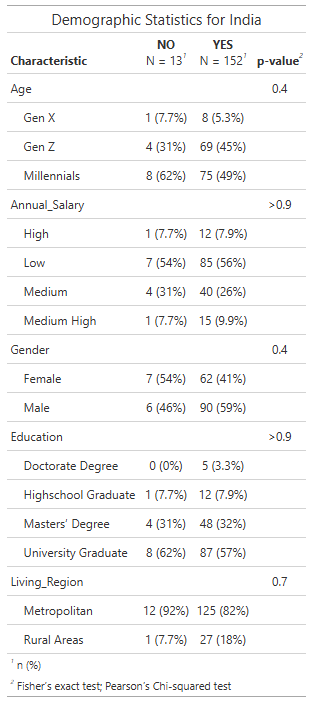 Demographic Statistics for India
NO YES
Characteristic N = 13¹ N = 152¹ p-value²
Age 0.4
Gen X 1 (7.7%) 8 (5.3%)
Gen Z 4 (31%) 69 (45%)
Millennials 8 (62%) 75 (49%)
Annual_Salary >0.9
High 1 (7.7%) 12 (7.9%)
Low 7 (54%) 85 (56%)
Medium 4 (31%) 40 (26%)
Medium High 1 (7.7%) 15 (9.9%)
Gender 0.4
Female 7 (54%) 62 (41%)
Male 6 (46%) 90 (59%)
Education >0.9
Doctorate Degree 0 (0%) 5 (3.3%)
Highschool Graduate 1 (7.7%) 12 (7.9%)
Masters’ Degree 4 (31%) 48 (32%)
University Graduate 8 (62%) 87 (57%)
Living_Region 0.7
Metropolitan 12 (92%) 125 (82%)
Rural Areas 1 (7.7%) 27 (18%)
¹ n (%)
² Fisher’s exact test; Pearson’s Chi-squared test